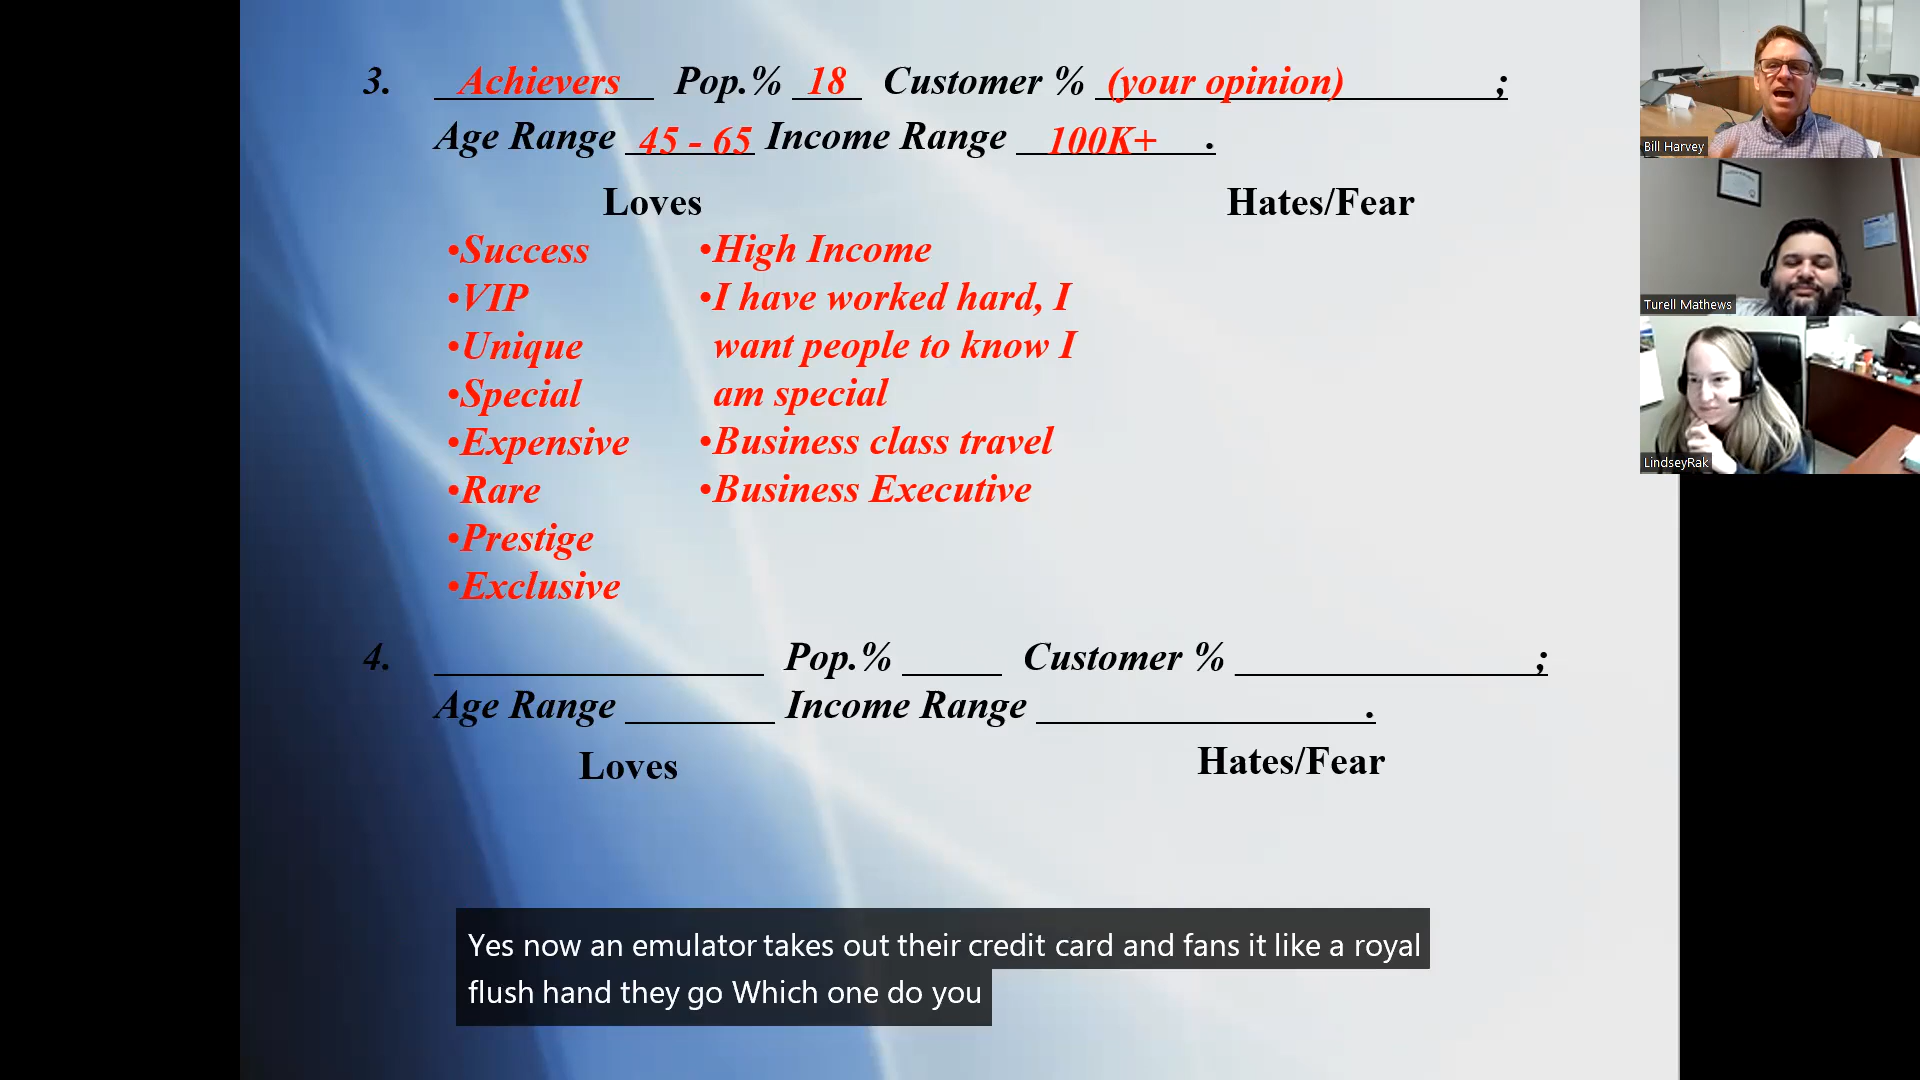 3. Achievers Pop.% 18 Customer % (your opinion) ;
Age Range 45 - 65 Income Range 100K+ .
Loves Hates/Fear
•Success
•VIP
•Unique
•Special
•Expensive
•Rare
•Prestige
•Exclusive
•High Income
•I have worked hard, I
want people to know I
am special
•Business class travel
•Business Executive
4. Pop.% Customer % ;
Age Range Income Range .
Loves Hates/Fear
Yes now an emulator takes out their credit card and fans it like a royal
flush hand they go Which one do you
Bill Harvey
Turell Mathews
LindseyRak